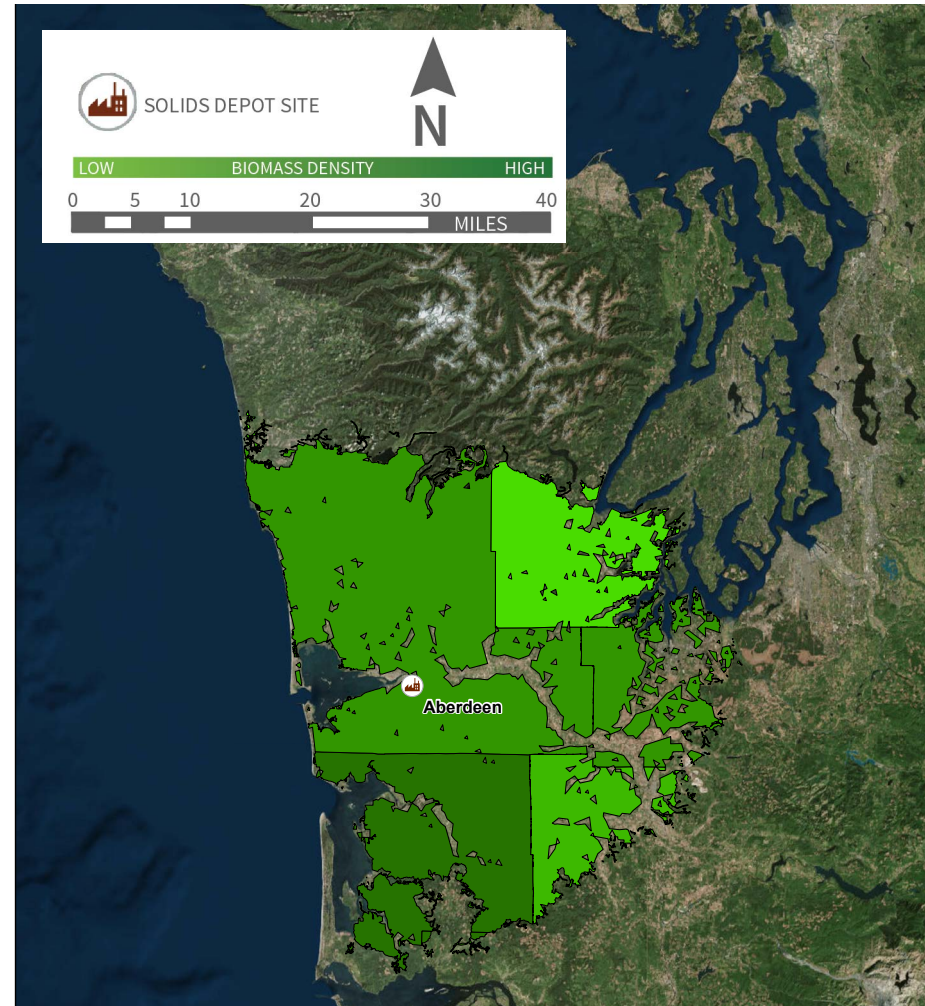 N
SOLIDS DEPOT SITE
LOW BIOMASS DENSITY HIGH
0 5 10 20 30 40
MILES
Aberdeen